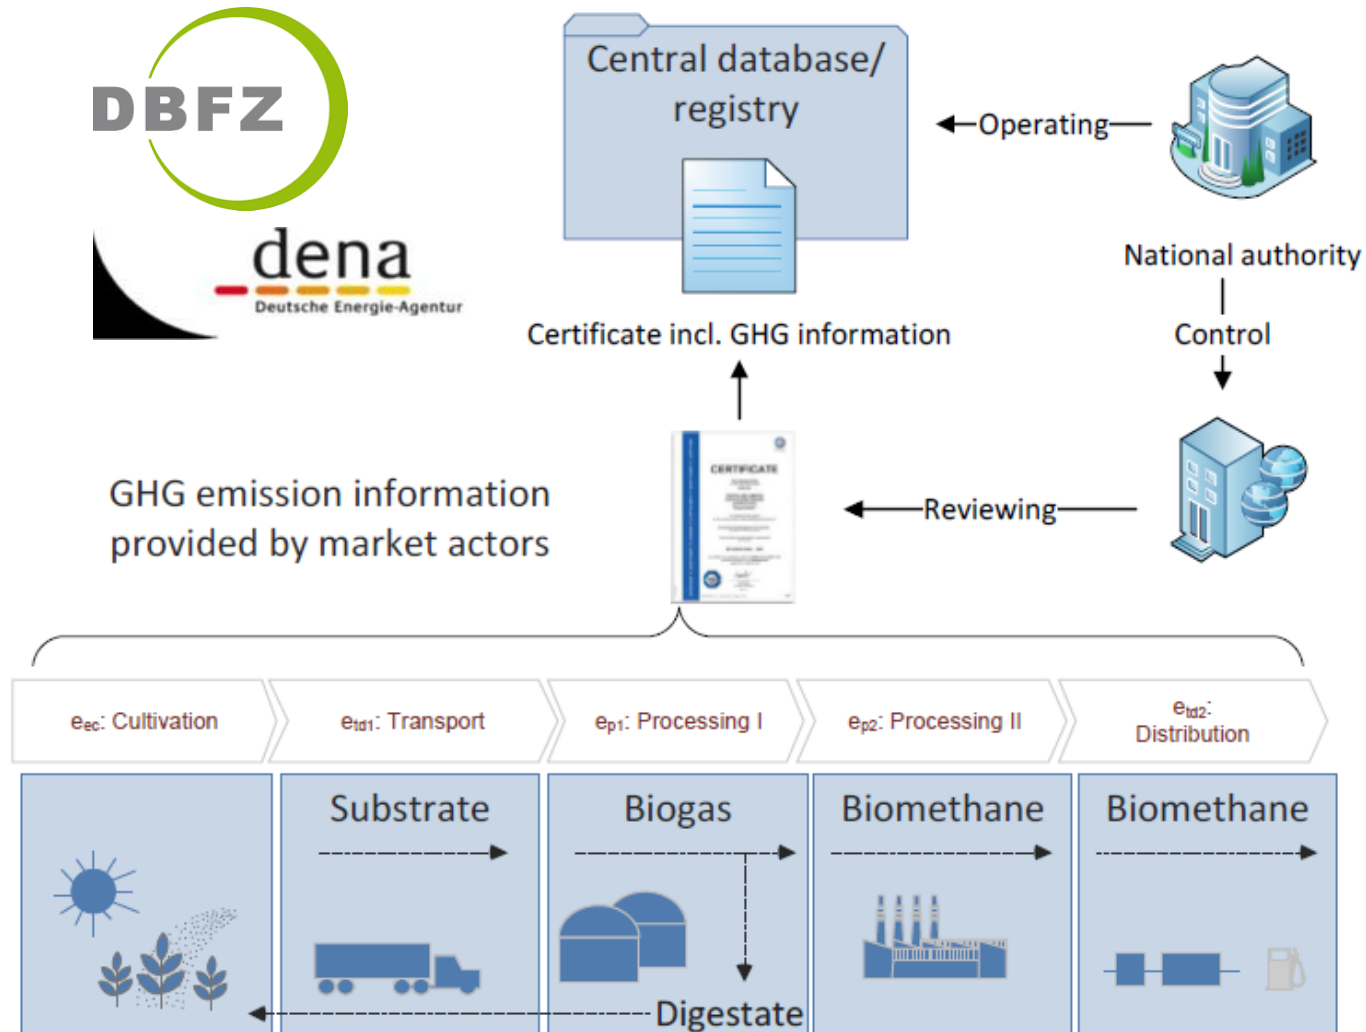 DBFZ
dena
Deutsche Energie-Agentur
Central database/
registry
Operating
National authority
Control
Certificate incl. GHG information
CERTIFICATE
Reviewing
GHG emission information
provided by market actors
eec: Cultivation
etd1: Transport
ep1: Processing I
ep2: Processing II
etd2:
Distribution
Substrate
Biogas
Biomethane
Biomethane
Digestate